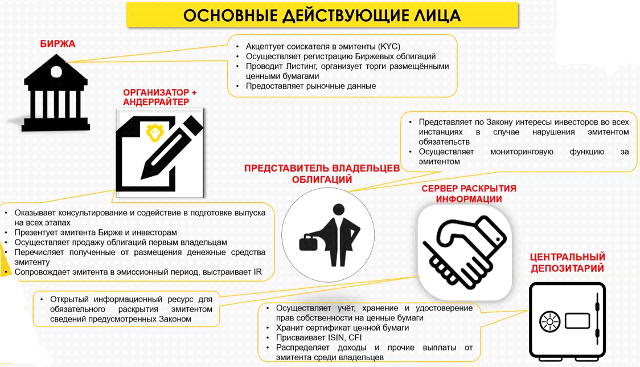 ОСНОВНЫЕ ДЕЙСТВУЮЩИЕ ЛИЦА
БИРЖА
• Акцептует соискателя в эмитенты (KYC)
• Осуществляет регистрацию Биржевых облигаций
• Проводит Листинг, организует торги размещёнными
ценными бумагами
• Предоставляет рыночные данные
ОРГАНИЗАТОР +
АНДЕРРАЙТЕР
• Оказывает консультирование и содействие в подготовке выпуска
на всех этапах
• Презентует эмитента Бирже и инвесторам
• Осуществляет продажу облигаций первым владельцам
• Перечисляет полученные от размещения денежные средства
эмитенту
• Сопровождает эмитента в эмиссионый период, выстраивает IR
ПРЕДСТАВИТЕЛЬ ВЛАДЕЛЬЦЕВ
ОБЛИГАЦИЙ
• Представляет по Закону интересы инвесторов во всех
инстанциях в случае нарушения эмитентом
обязательств
• Осуществляет мониторинговую функцию за
эмитентом
СЕРВЕР РАСКРЫТИЯ
ИНФОРМАЦИИ
• Открытый информационный ресурс для
обязательного раскрытия эмитентом
сведений предусмотренных Законом
ЦЕНТРАЛЬНЫЙ
ДЕПОЗИТАРИЙ
• Осуществляет учёт, хранение и удостоверение
прав собственности на ценные бумаги
• Хранит сертификат ценной бумаги
• Присваивает ISIN, CFI
• Распределяет доходы и прочие выплаты от
эмитента среди владельцев